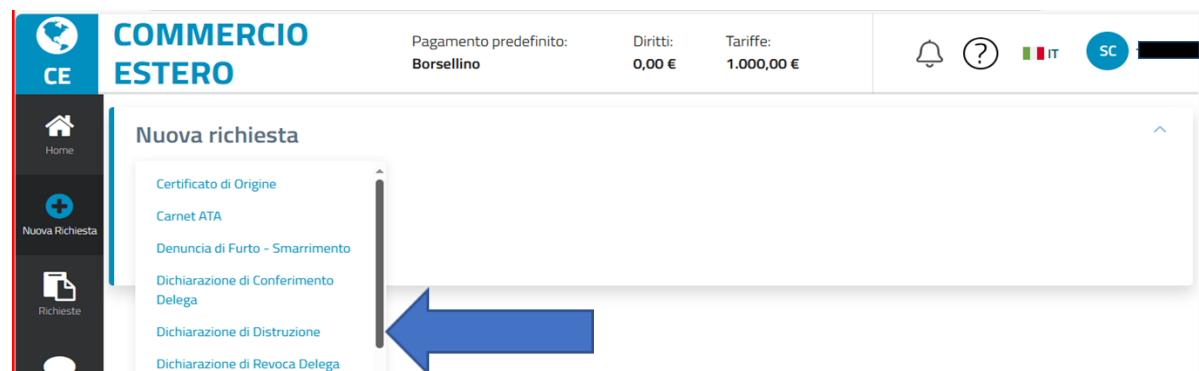 CE
COMMERCIO
ESTERO
Pagamento predefinito:
Borsellino
Diritti:
0,00 €
Tariffe:
1.000,00 €
?
IT
SC
Home
Nuova Richiesta
Richieste
Nuova richiesta
Certificato di Origine
Carnet ATA
Denuncia di Furto - Smarrimento
Dichiarazione di Conferimento
Delega
Dichiarazione di Distruzione
Dichiarazione di Revoca Delega